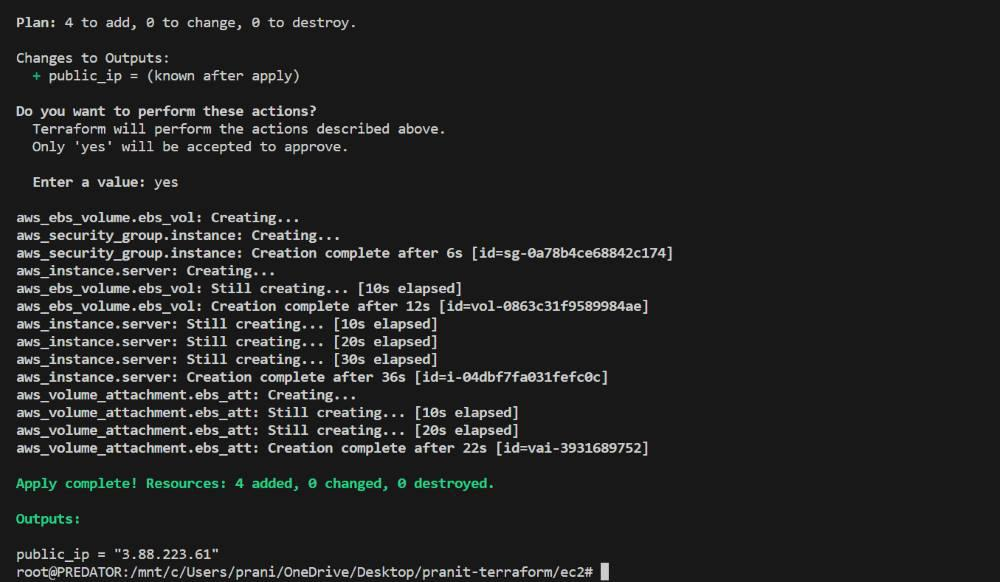 Plan: 4 to add, 0 to change, 0 to destroy.
Changes to Outputs:
+ public_ip = (known after apply)
Do you want to perform these actions?
Terraform will perform the actions described above.
Only 'yes' will be accepted to approve.
Enter a value: yes
aws_ebs_volume.ebs_vol: Creating...
aws_security_group.instance: Creating...
aws_security_group.instance: Creation complete after 6s [id=sg-0a78b4ce68842c174]
aws_instance.server: Creating...
aws_ebs_volume.ebs_vol: Still creating... [10s elapsed]
aws_ebs_volume.ebs_vol: Creation complete after 12s [id=vol-0863c31f9589984ae]
aws_instance.server: Still creating... [10s elapsed]
aws_instance.server: Still creating... [20s elapsed]
aws_instance.server: Still creating... [30s elapsed]
aws_instance.server: Creation complete after 36s [id=i-04dbf7fa031fefc0c]
aws_volume_attachment.ebs_att: Creating...
aws_volume_attachment.ebs_att: Still creating... [10s elapsed]
aws_volume_attachment.ebs_att: Still creating... [20s elapsed]
aws_volume_attachment.ebs_att: Creation complete after 22s [id=vai-3931689752]
Apply complete! Resources: 4 added, 0 changed, 0 destroyed.
Outputs:
public_ip = "3.88.223.61"
root@PREDATOR:/mnt/c/Users/prani/OneDrive/Desktop/pranit-terraform/ec2#